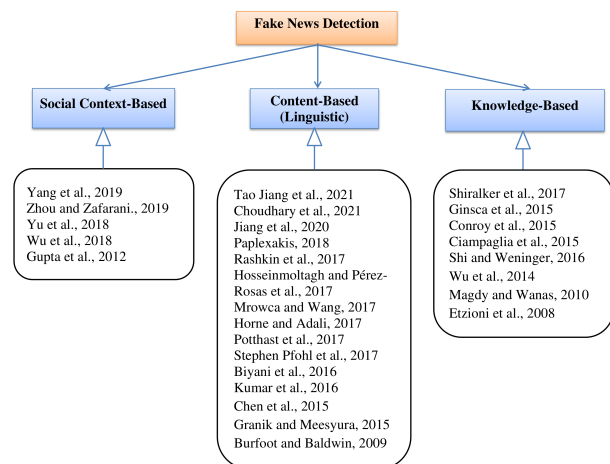 Fake News Detection
Social Context-Based
Content-Based
(Linguistic)
Knowledge-Based
Yang et al., 2019
Zhou and Zafarani., 2019
Yu et al., 2018
Wu et al., 2018
Gupta et al., 2012
Tao Jiang et al., 2021
Choudhary et al., 2021
Jiang et al., 2020
Paplexakis, 2018
Rashkin et al., 2017
Hosseinmoltagh and Pérez-
Rosas et al., 2017
Mrowca and Wang, 2017
Horne and Adali, 2017
Potthast et al., 2017
Stephen Pfohl et al., 2017
Biyani et al., 2016
Kumar et al., 2016
Chen et al., 2015
Granik and Meesyura, 2015
Burfoot and Baldwin, 2009
Shiralker et al., 2017
Ginsca et al., 2015
Conroy et al., 2015
Ciampaglia et al., 2015
Shi and Weninger, 2016
Wu et al., 2014
Magdy and Wanas, 2010
Etzioni et al., 2008